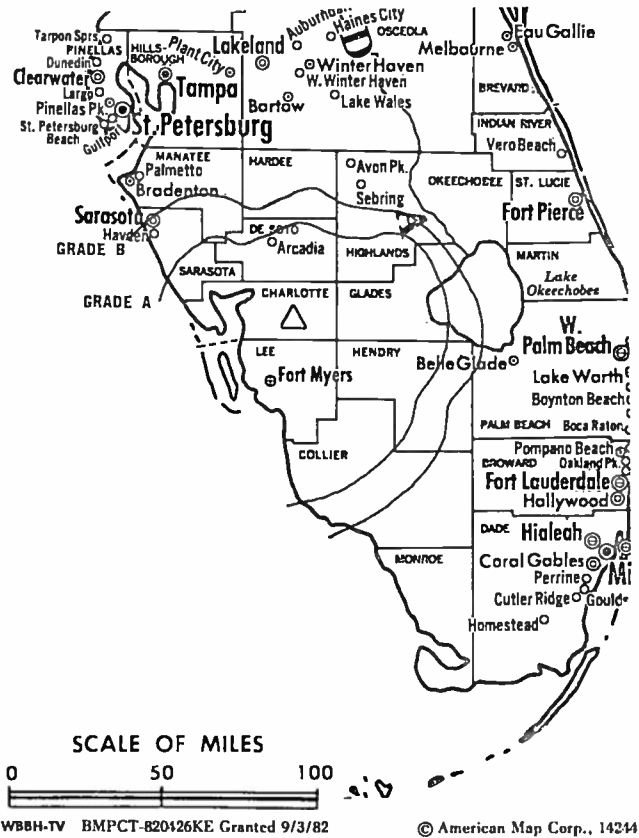 Tarpon Sprs.
PINELLAS
Dunedin
Clearwater
Largo
Pinellas Pk.
St. Petersburg
Beach
Gulfport
HILLS-
BOROUGH
Plant City
Tampa
St. Petersburg
Lakeland
Auburndale
Haines City
OSCEOLA
Winter Haven
W. Winter Haven
Bartow
Lake Wales
Eau Gallie
Melbourne
BREVARD
INDIAN RIVER
Vero Beach
MANATEE
Palmetto
Bradenton
HARDEE
Avon Pk.
Sebring
OKEECHOBEE
ST. LUCIE
Fort Pierce
Sarasota
Hayden
GRADE B
DE SOTO
Arcadia
HIGHLANDS
MARTIN
SARASOTA
Lake
Okeechobes
GRADE A
CHARLOTTE
GLADES
W.
Palm Beach
LEE
HENDRY
Belle Glade
Fort Myers
Lake Worth
Boynton Beach
PALM BEACH
Boca Raton
COLLIER
Pompano Beach
BROWARD
Oakland Pk.
Fort Lauderdale
Hallywood
DADE
Hialeah
MONROE
Coral Gables
Mi
Perrine
Cutler Ridge
Gould
Homestead
SCALE OF MILES
0 50 100
WBBH-TV BMPCT-820426KE Granted 9/3/82
© American Map Corp., 14244